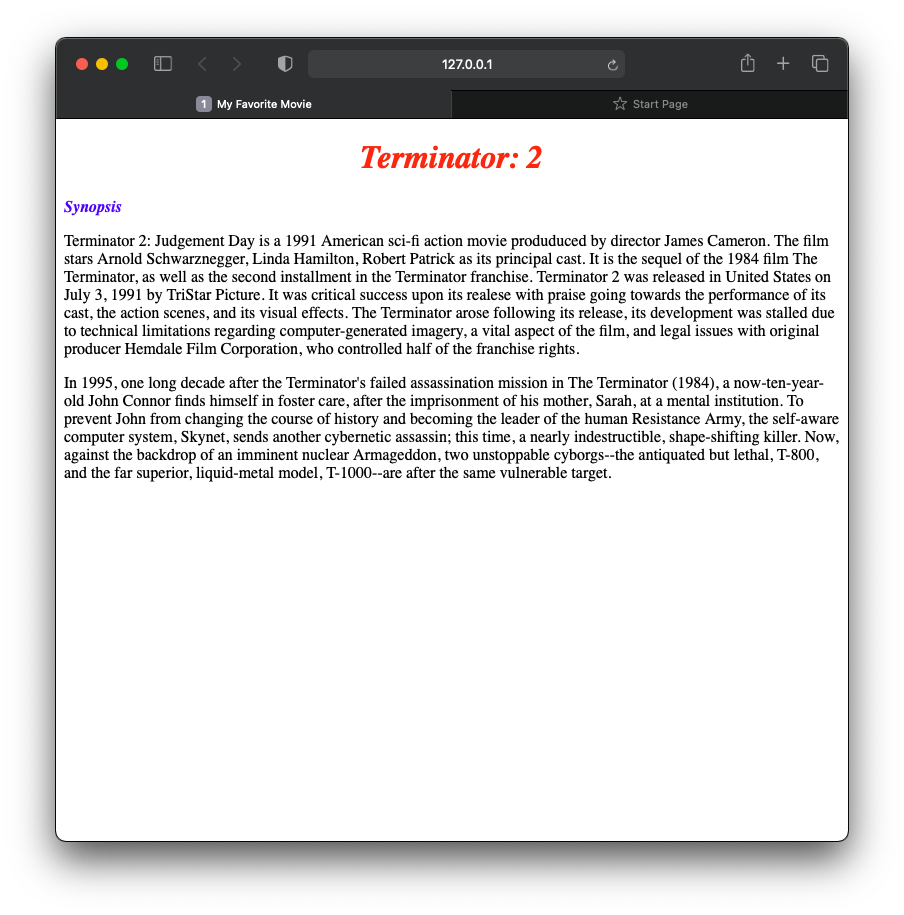 127.0.0.1
1 My Favorite Movie
Start Page
Terminator: 2
Synopsis
Terminator 2: Judgement Day is a 1991 American sci-fi action movie produduced by director James Cameron. The film
stars Arnold Schwarznegger, Linda Hamilton, Robert Patrick as its principal cast. It is the sequel of the 1984 film The
Terminator, as well as the second installment in the Terminator franchise. Terminator 2 was released in United States on
July 3, 1991 by TriStar Picture. It was critical success upon its realese with praise going towards the performance of its
cast, the action scenes, and its visual effects. The Terminator arose following its release, its development was stalled due
to technical limitations regarding computer-generated imagery, a vital aspect of the film, and legal issues with original
producer Hemdale Film Corporation, who controlled half of the franchise rights.
In 1995, one long decade after the Terminator's failed assassination mission in The Terminator (1984), a now-ten-year-
old John Connor finds himself in foster care, after the imprisonment of his mother, Sarah, at a mental institution. To
prevent John from changing the course of history and becoming the leader of the human Resistance Army, the self-aware
computer system, Skynet, sends another cybernetic assassin; this time, a nearly indestructible, shape-shifting killer. Now,
against the backdrop of an imminent nuclear Armageddon, two unstoppable cyborgs--the antiquated but lethal, T-800,
and the far superior, liquid-metal model, T-1000--are after the same vulnerable target.